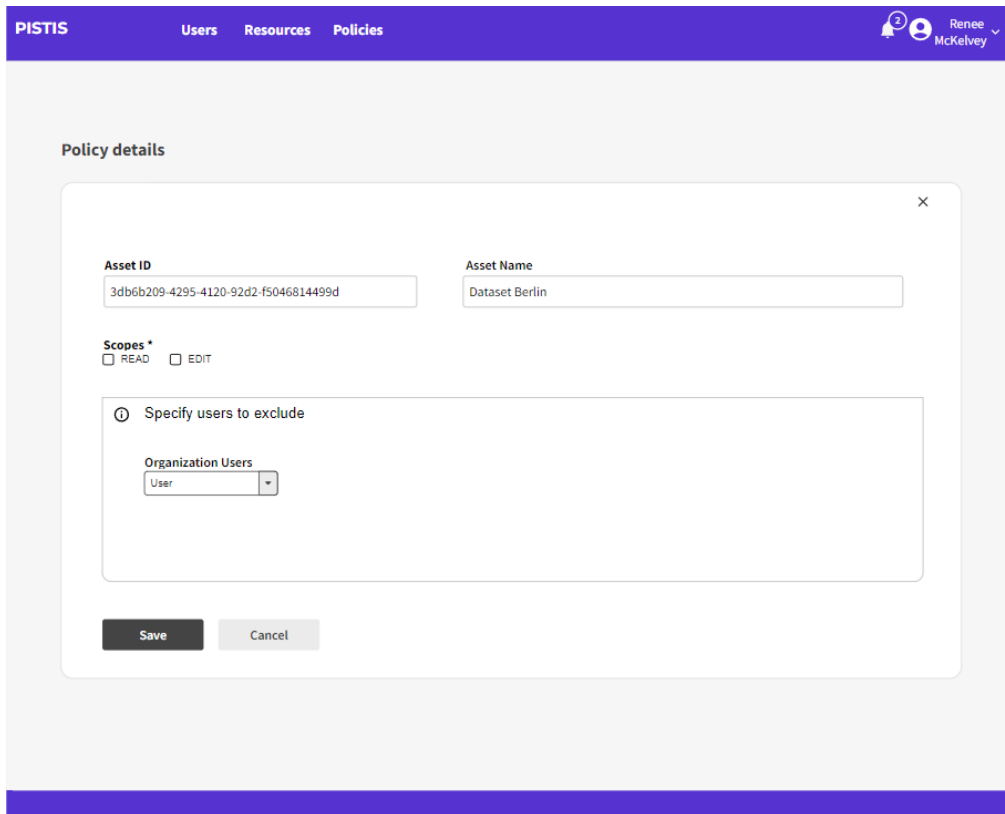 PISTIS Users Resources Policies 2 Renee
McKelvey
Policy details
Asset ID Asset Name
3db6b209-4295-4120-92d2-f5046814499d Dataset Berlin
Scopes *
READ EDIT
Specify users to exclude
Organization Users
User
Save Cancel